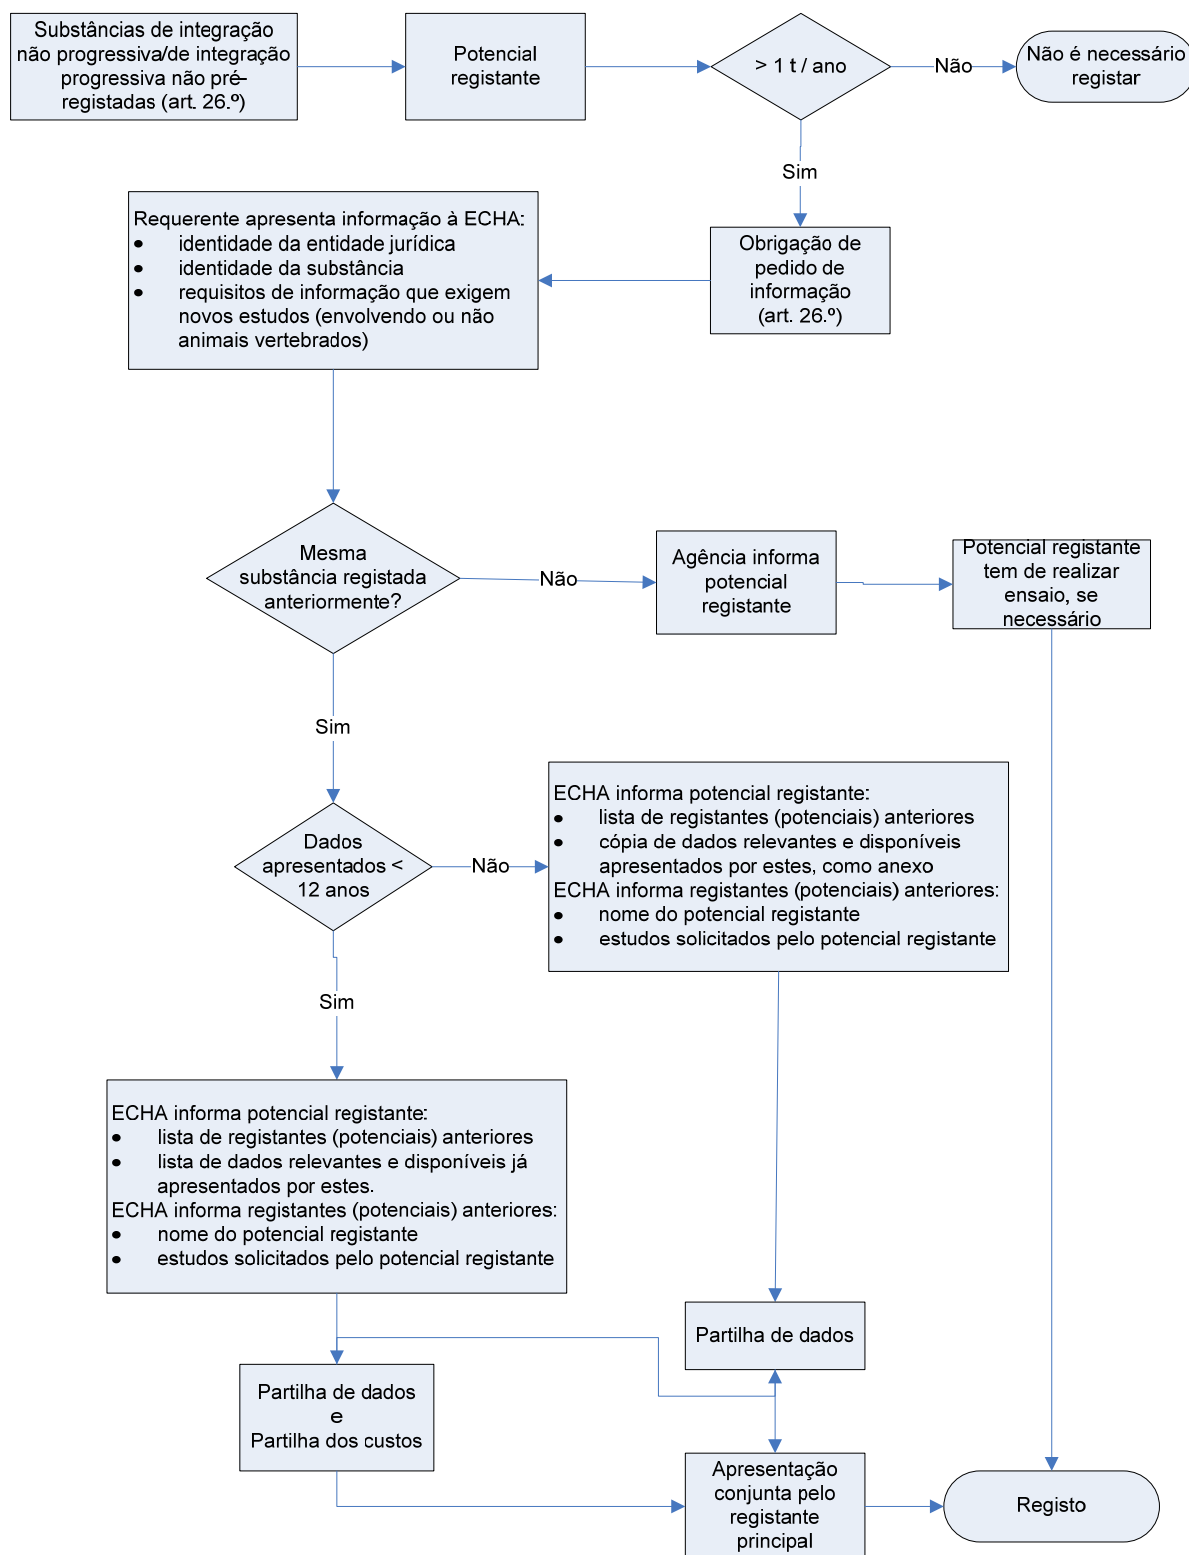 Substâncias de integração
não progressiva/de integração
progressiva não pré-
registadas (art. 26.º)
Potencial
registante
> 1 t / ano
Não
Não é necessário
registar
Sim
Obrigação de
pedido de
informação
(art. 26.º)
Requerente apresenta informação à ECHA:
• identidade da entidade jurídica
• identidade da substância
• requisitos de informação que exigem
novos estudos (envolvendo ou não
animais vertebrados)
Mesma
substância registada
anteriormente?
Não
Agência informa
potencial
registante
Potencial registante
tem de realizar
ensaio, se
necessário
Sim
Dados
apresentados <
12 anos
Não
ECHA informa potencial registante:
• lista de registantes (potenciais) anteriores
• cópia de dados relevantes e disponíveis
apresentados por estes, como anexo
ECHA informa registantes (potenciais) anteriores:
• nome do potencial registante
• estudos solicitados pelo potencial registante
Sim
ECHA informa potencial registante:
• lista de registantes (potenciais) anteriores
• lista de dados relevantes e disponíveis já
apresentados por estes.
ECHA informa registantes (potenciais) anteriores:
• nome do potencial registante
• estudos solicitados pelo potencial registante
Partilha de dados
Partilha de dados
e
Partilha dos custos
Apresentação
conjunta pelo
registante
principal
Registo